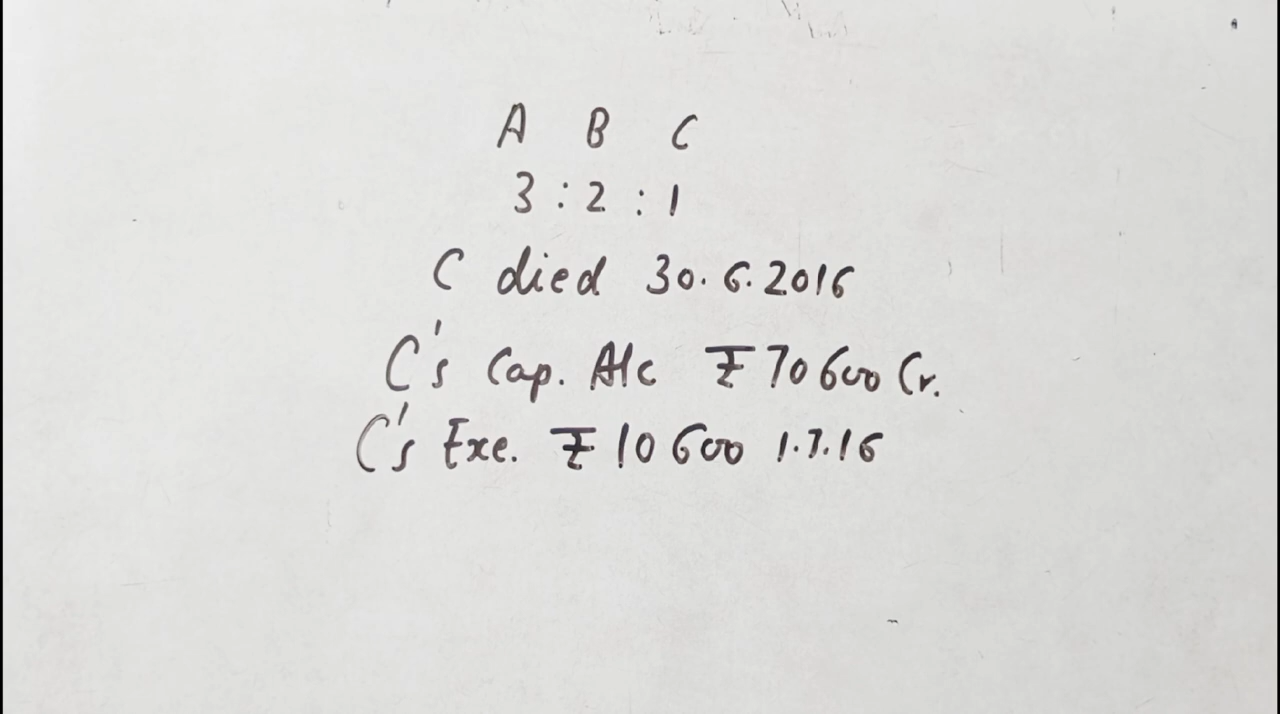 A B C
3 : 2 : 1
C died 30.6.2016
C's Cap. A/c ₹ 70600 Cr.
C's Exe. ₹ 10600 1.7.16